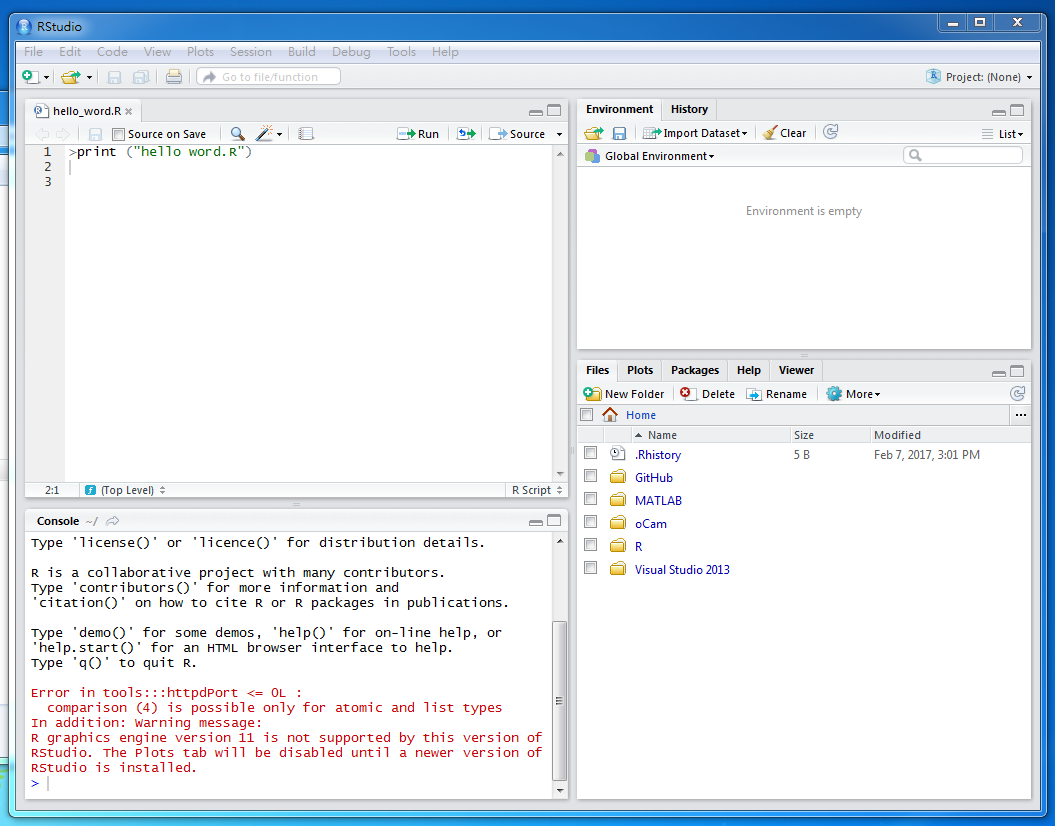 RStudio
File Edit Code View Plots Session Build Debug Tools Help
Go to file/function
Project: (None)
hello_word.R
Source on Save Run Source
1 >print ("hello word.R")
2
3
2:1 (Top Level) R Script
Console ~/
Type 'license()' or 'licence()' for distribution details.
R is a collaborative project with many contributors.
Type 'contributors()' for more information and
'citation()' on how to cite R or R packages in publications.
Type 'demo()' for some demos, 'help()' for on-line help, or
'help.start()' for an HTML browser interface to help.
Type 'q()' to quit R.
Error in tools:::httpdPort <= 0L :
comparison (4) is possible only for atomic and list types
In addition: Warning message:
R graphics engine version 11 is not supported by this version of
RStudio. The Plots tab will be disabled until a newer version of
RStudio is installed.
>
Environment History
Import Dataset Clear List
Global Environment
Environment is empty
Files Plots Packages Help Viewer
New Folder Delete Rename More
Home ...
Name Size Modified
.Rhistory 5 B Feb 7, 2017, 3:01 PM
GitHub
MATLAB
oCam
R
Visual Studio 2013